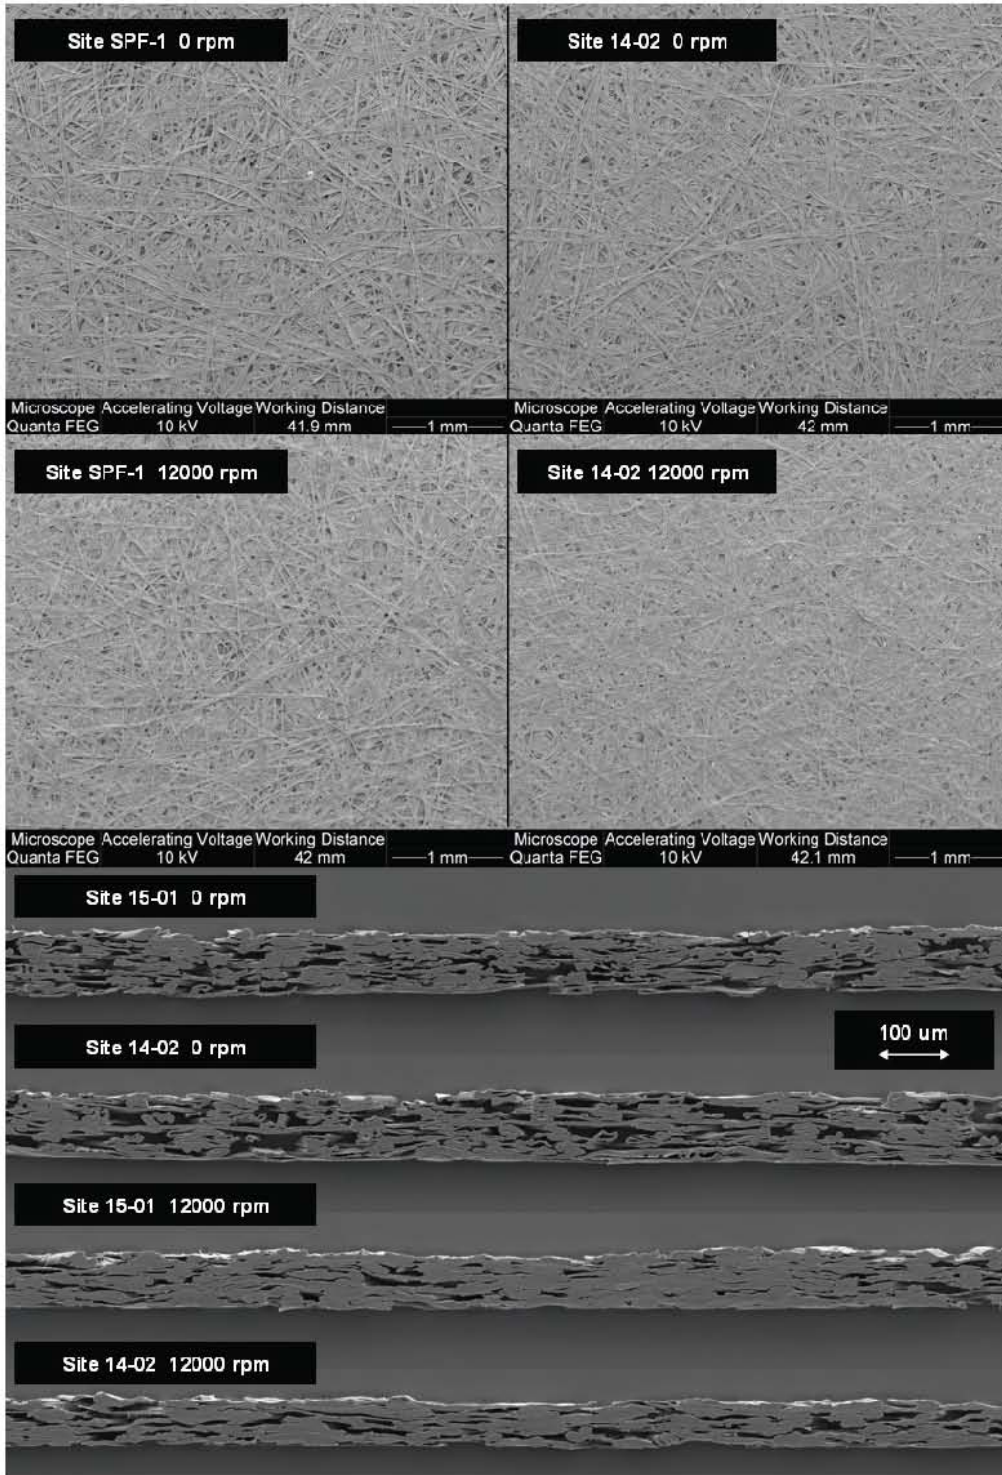 Site SPF-1 0 rpm
Site 14-02 0 rpm
Microscope Accelerating Voltage Working Distance
Quanta FEG 10 kV 41.9 mm 1 mm
Microscope Accelerating Voltage Working Distance
Quanta FEG 10 kV 42 mm 1 mm
Site SPF-1 12000 rpm
Site 14-02 12000 rpm
Microscope Accelerating Voltage Working Distance
Quanta FEG 10 kV 42 mm 1 mm
Microscope Accelerating Voltage Working Distance
Quanta FEG 10 kV 42.1 mm 1 mm
Site 15-01 0 rpm
Site 14-02 0 rpm
100 um
Site 15-01 12000 rpm
Site 14-02 12000 rpm